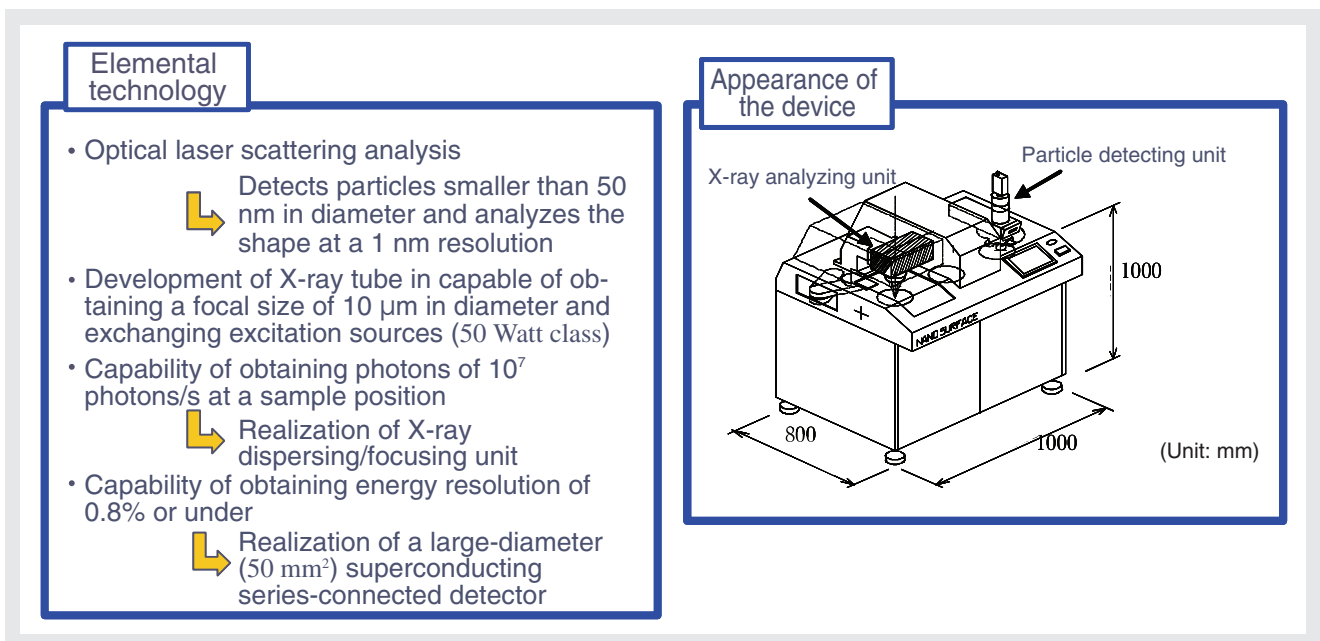 Elemental
technology
• Optical laser scattering analysis
Detects particles smaller than 50
nm in diameter and analyzes the
shape at a 1 nm resolution
• Development of X-ray tube in capable of ob-
taining a focal size of 10 µm in diameter and
exchanging excitation sources (50 Watt class)
• Capability of obtaining photons of 10⁷
photons/s at a sample position
Realization of X-ray
dispersing/focusing unit
• Capability of obtaining energy resolution of
0.8% or under
Realization of a large-diameter
(50 mm²) superconducting
series-connected detector
Appearance of
the device
Particle detecting unit
X-ray analyzing unit
NANO SURFACE
1000
800
1000
(Unit: mm)